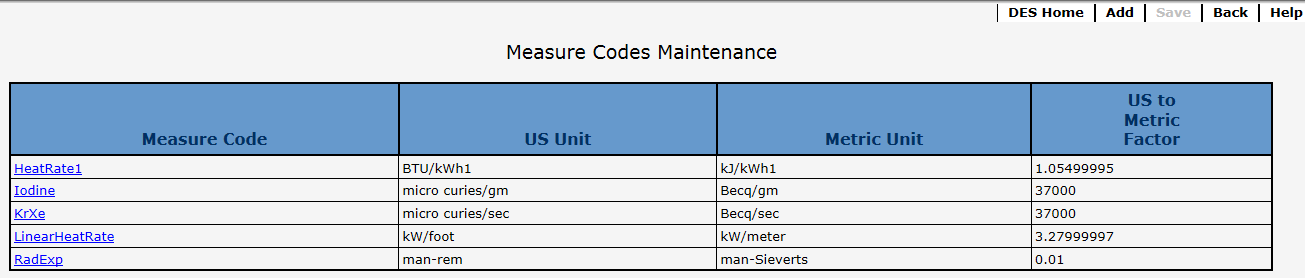 DES Home Add Save Back Help
Measure Codes Maintenance
Measure Code US Unit Metric Unit US to Metric Factor
HeatRate1 BTU/kWh1 kJ/kWh1 1.05499995
Iodine micro curies/gm Becq/gm 37000
KrXe micro curies/sec Becq/sec 37000
LinearHeatRate kW/foot kW/meter 3.27999997
RadExp man-rem man-Sieverts 0.01